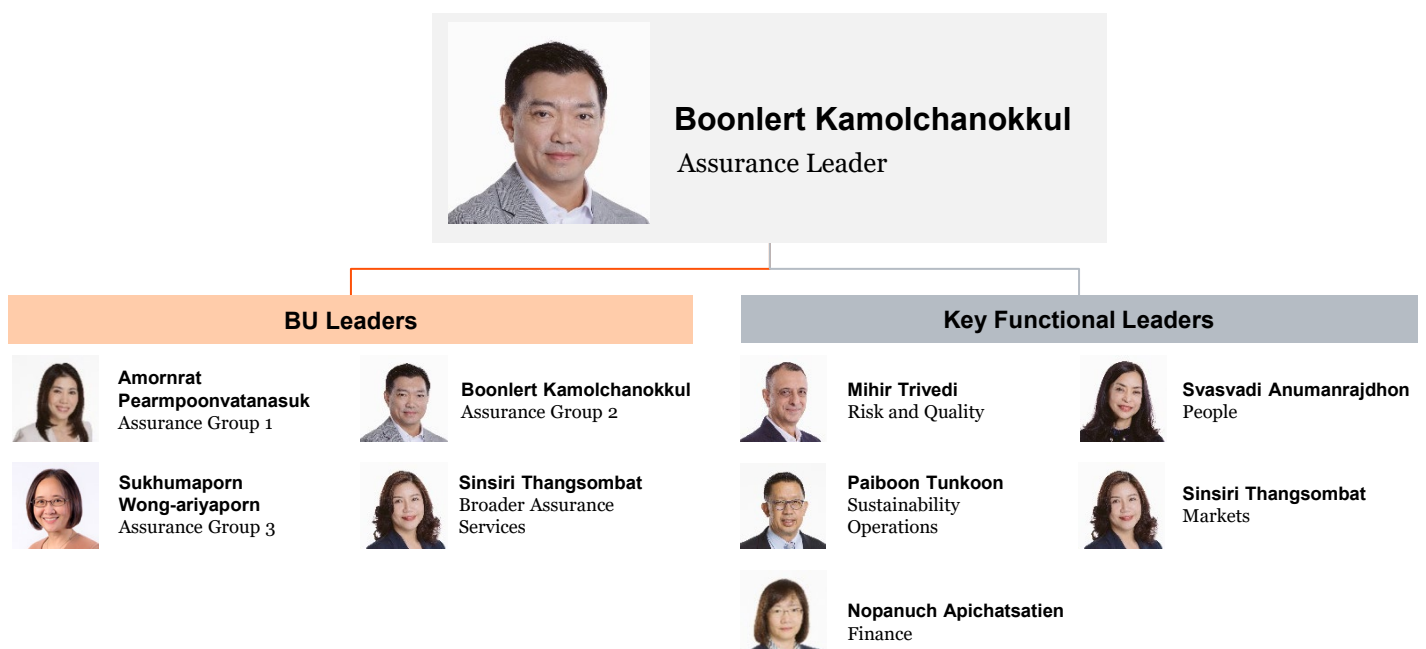 Boonlert Kamolchanokkul
Assurance Leader
BU Leaders
Amornrat
Pearmpoonvatanasuk
Assurance Group 1
Boonlert Kamolchanokkul
Assurance Group 2
Sukhumaporn
Wong-ariyaporn
Assurance Group 3
Sinsiri Thangsombat
Broader Assurance
Services
Key Functional Leaders
Mihir Trivedi
Risk and Quality
Svasvadi Anumanrajdhon
People
Paiboon Tunkoon
Sustainability
Operations
Sinsiri Thangsombat
Markets
Nopanuch Apichatsatien
Finance